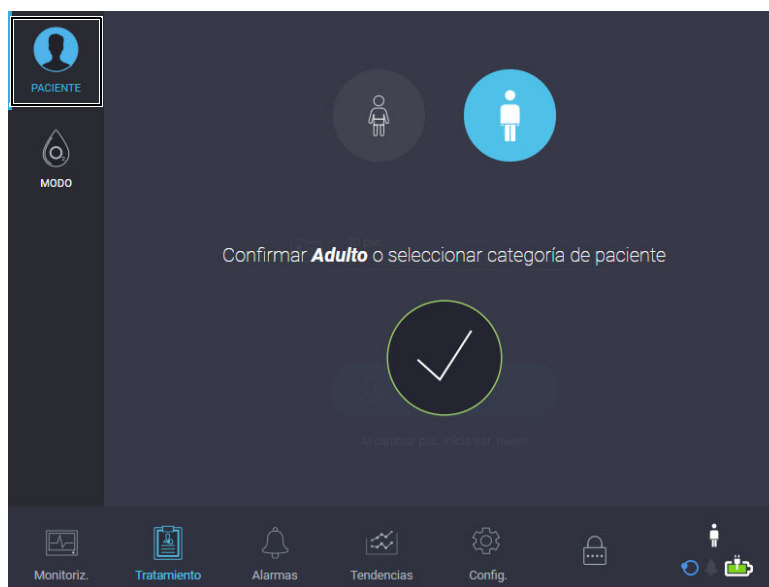 PACIENTE
O₂
MODO
Confirmar Adulto o seleccionar categoría de paciente
Al cambiar pac. inicia trat. nuevo
Monitoriz.
Tratamiento
Alarmas
Tendencias
Config.